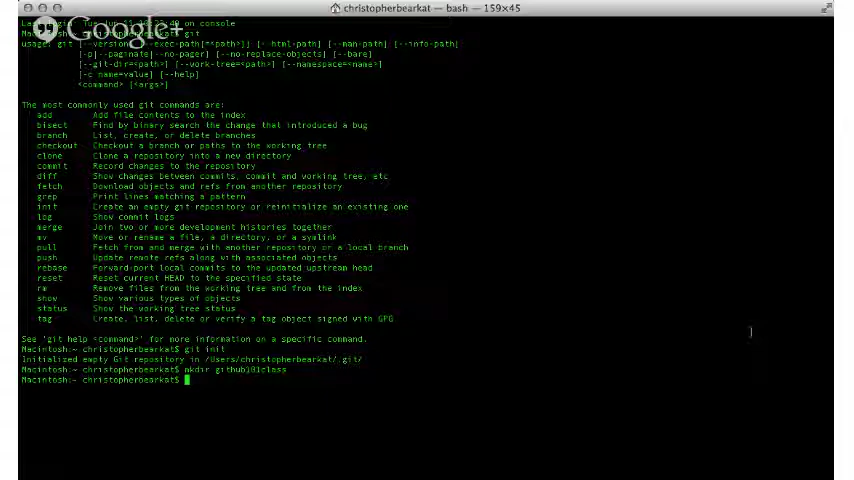 christopherbearkat — bash — 159×45
on console
Google+
git
usage: git [--version] [--exec-path[=<path>]] [--html-path] [--man-path] [--info-path]
[-p|--paginate|--no-pager] [--no-replace-objects] [--bare]
[--git-dir=<path>] [--work-tree=<path>] [--namespace=<name>]
[-c name=value] [--help]
<command> [<args>]
The most commonly used git commands are:
add Add file contents to the index
bisect Find by binary search the change that introduced a bug
branch List, create, or delete branches
checkout Checkout a branch or paths to the working tree
clone Clone a repository into a new directory
commit Record changes to the repository
diff Show changes between commits, commit and working tree, etc
fetch Download objects and refs from another repository
grep Print lines matching a pattern
init Create an empty git repository or reinitialize an existing one
log Show commit logs
merge Join two or more development histories together
mv Move or rename a file, a directory, or a symlink
pull Fetch from and merge with another repository or a local branch
push Update remote refs along with associated objects
rebase Forward-port local commits to the updated upstream head
reset Reset current HEAD to the specified state
rm Remove files from the working tree and from the index
show Show various types of objects
status Show the working tree status
tag Create, list, delete or verify a tag object signed with GPG
See 'git help <command>' for more information on a specific command.
Macintosh:~ christopherbearkat$ git init
Initialized empty Git repository in /Users/christopherbearkat/.git/
Macintosh:~ christopherbearkat$ mkdir github101class
Macintosh:~ christopherbearkat$